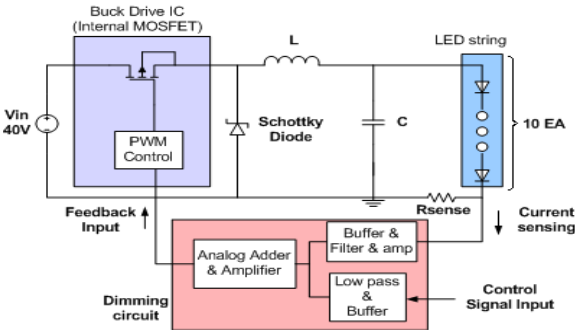 Buck Drive IC
(Internal MOSFET)
L
LED string
Vin
40V
PWM
Control
Schottky
Diode
C
10 EA
Feedback
Input
Rsense
Current
sensing
Buffer &
Filter & amp
Analog Adder
& Amplifier
Low pass
&
Buffer
Control
Signal Input
Dimming
circuit